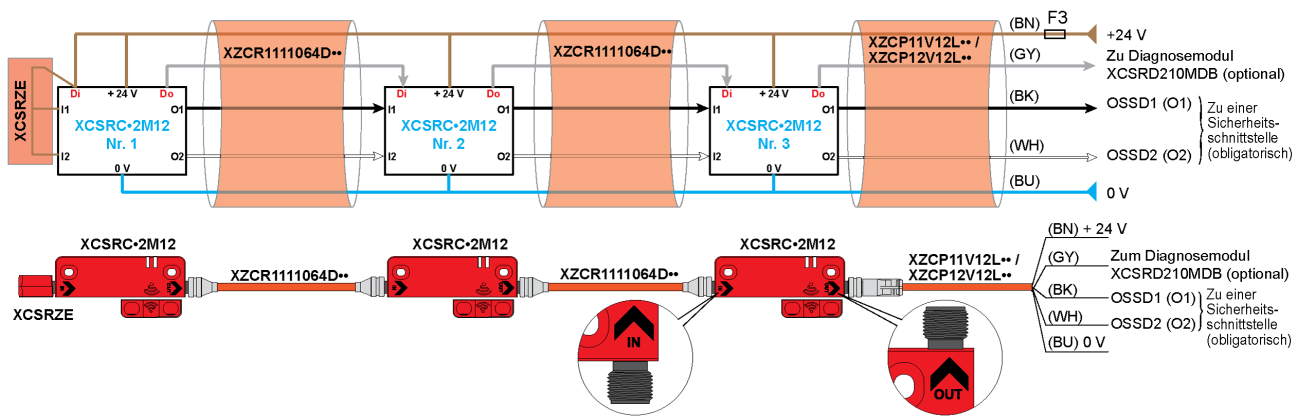 (BN) F3 +24 V
XZCR1111064D•• XZCR1111064D•• XZCP11V12L•• /
XZCP12V12L••
(GY) Zu Diagnosemodul
XCSRD210MDB (optional)
XCSRZE
Di + 24 V Do
I1 O1
XCSRC•2M12
Nr. 1
I2 O2
0 V
Di + 24 V Do
I1 O1
XCSRC•2M12
Nr. 2
I2 O2
0 V
Di + 24 V Do
I1 O1
XCSRC•2M12
Nr. 3
I2 O2
0 V
(BK) OSSD1 (O1)
(WH) OSSD2 (O2)
Zu einer
Sicherheits-
schnittstelle
(obligatorisch)
(BU) 0 V
XCSRC•2M12 XCSRC•2M12 XCSRC•2M12
XCSRZE
XZCR1111064D•• XZCR1111064D•• XZCP11V12L•• /
XZCP12V12L••
(BN) + 24 V
(GY) Zum Diagnosemodul
XCSRD210MDB (optional)
(BK) OSSD1 (O1)
(WH) OSSD2 (O2)
Zu einer
Sicherheits-
schnittstelle
(obligatorisch)
(BU) 0 V
IN
OUT